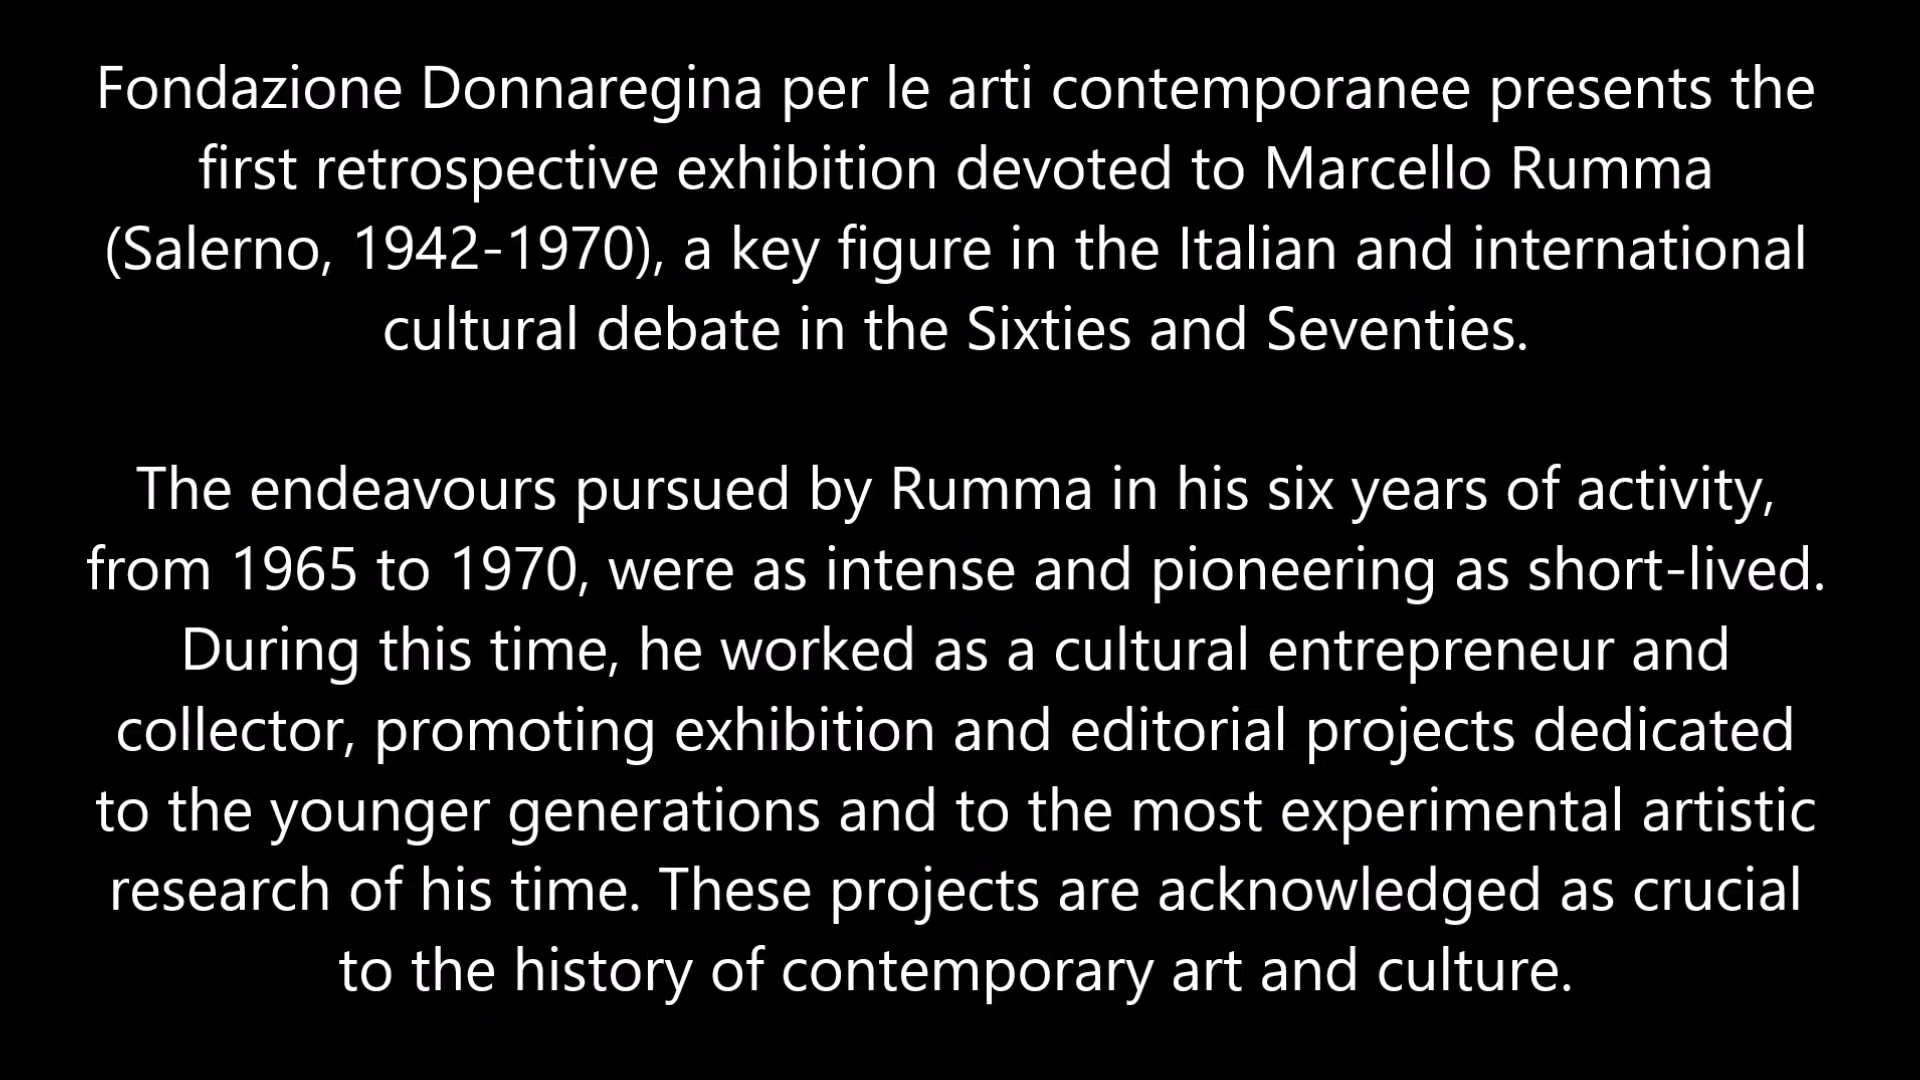 Fondazione Donnaregina per le arti contemporanee presents the
first retrospective exhibition devoted to Marcello Rumma
(Salerno, 1942-1970), a key figure in the Italian and international
cultural debate in the Sixties and Seventies.
The endeavours pursued by Rumma in his six years of activity,
from 1965 to 1970, were as intense and pioneering as short-lived.
During this time, he worked as a cultural entrepreneur and
collector, promoting exhibition and editorial projects dedicated
to the younger generations and to the most experimental artistic
research of his time. These projects are acknowledged as crucial
to the history of contemporary art and culture.